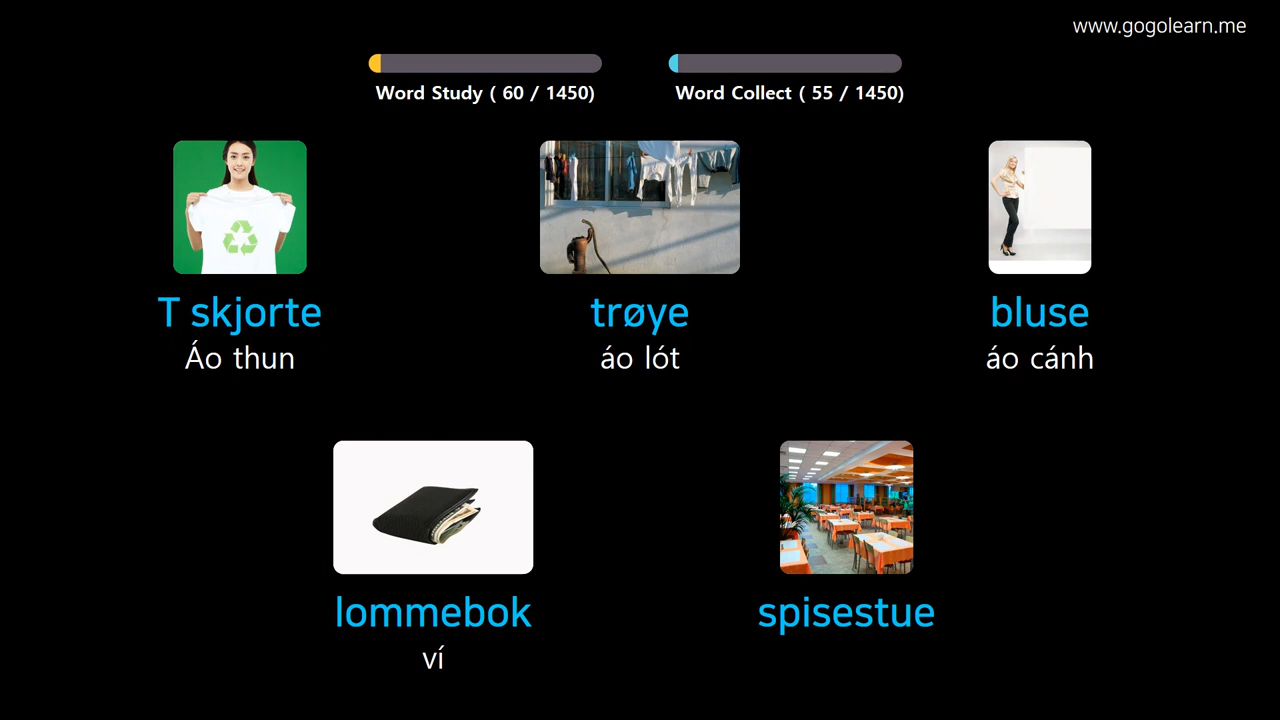 www.gogolearn.me
Word Study ( 60 / 1450)
Word Collect ( 55 / 1450)
T skjorte
Áo thun
trøye
áo lót
bluse
áo cánh
lommebok
ví
spisestue